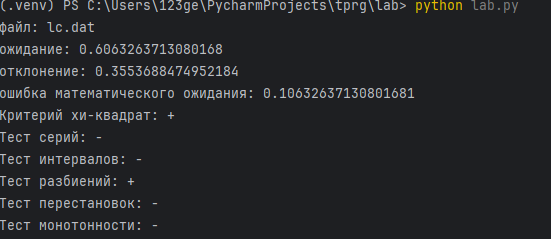 (.venv) PS C:\Users\123ge\PycharmProjects\tprg\lab> python lab.py
файл: lc.dat
ожидание: 0.6063263713080168
отклонение: 0.3553688474952184
ошибка математического ожидания: 0.10632637130801681
Критерий хи-квадрат: +
Тест серий: -
Тест интервалов: -
Тест разбиений: +
Тест перестановок: -
Тест монотонности: -